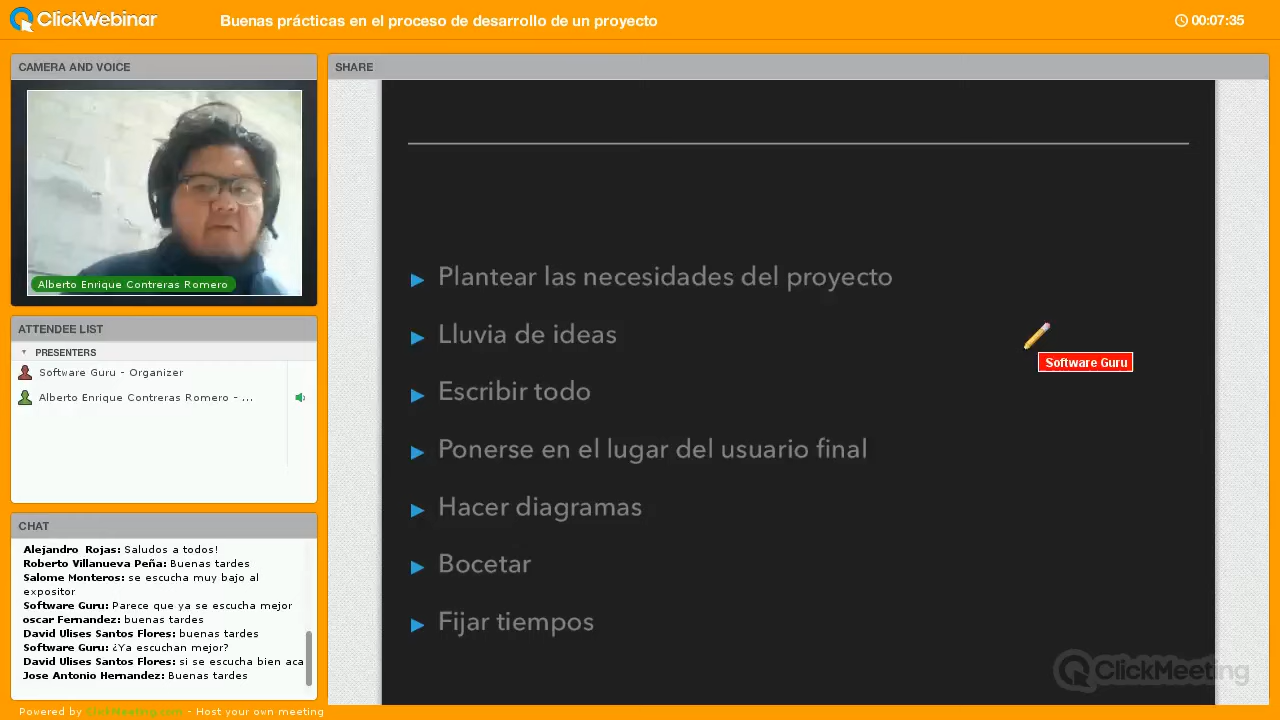 ClickWebinar
Buenas prácticas en el proceso de desarrollo de un proyecto
00:07:35
CAMERA AND VOICE
Alberto Enrique Contreras Romero
ATTENDEE LIST
PRESENTERS
Software Guru - Organizer
Alberto Enrique Contreras Romero - ...
CHAT
Alejandro_Rojas: Saludos a todos!
Roberto Villanueva Peña: Buenas tardes
Salome Monteros: se escucha muy bajo al
expositor
Software Guru: Parece que ya se escucha mejor
oscar Fernandez: buenas tardes
David Ulises Santos Flores: buenas tardes
Software Guru: ¿Ya escuchan mejor?
David Ulises Santos Flores: si se escucha bien aca
Jose Antonio Hernandez: Buenas tardes
SHARE
Plantear las necesidades del proyecto
Lluvia de ideas
Escribir todo
Ponerse en el lugar del usuario final
Hacer diagramas
Bocetar
Fijar tiempos
Software Guru
ClickMeeting
Powered by ClickMeeting.com - Host your own meeting